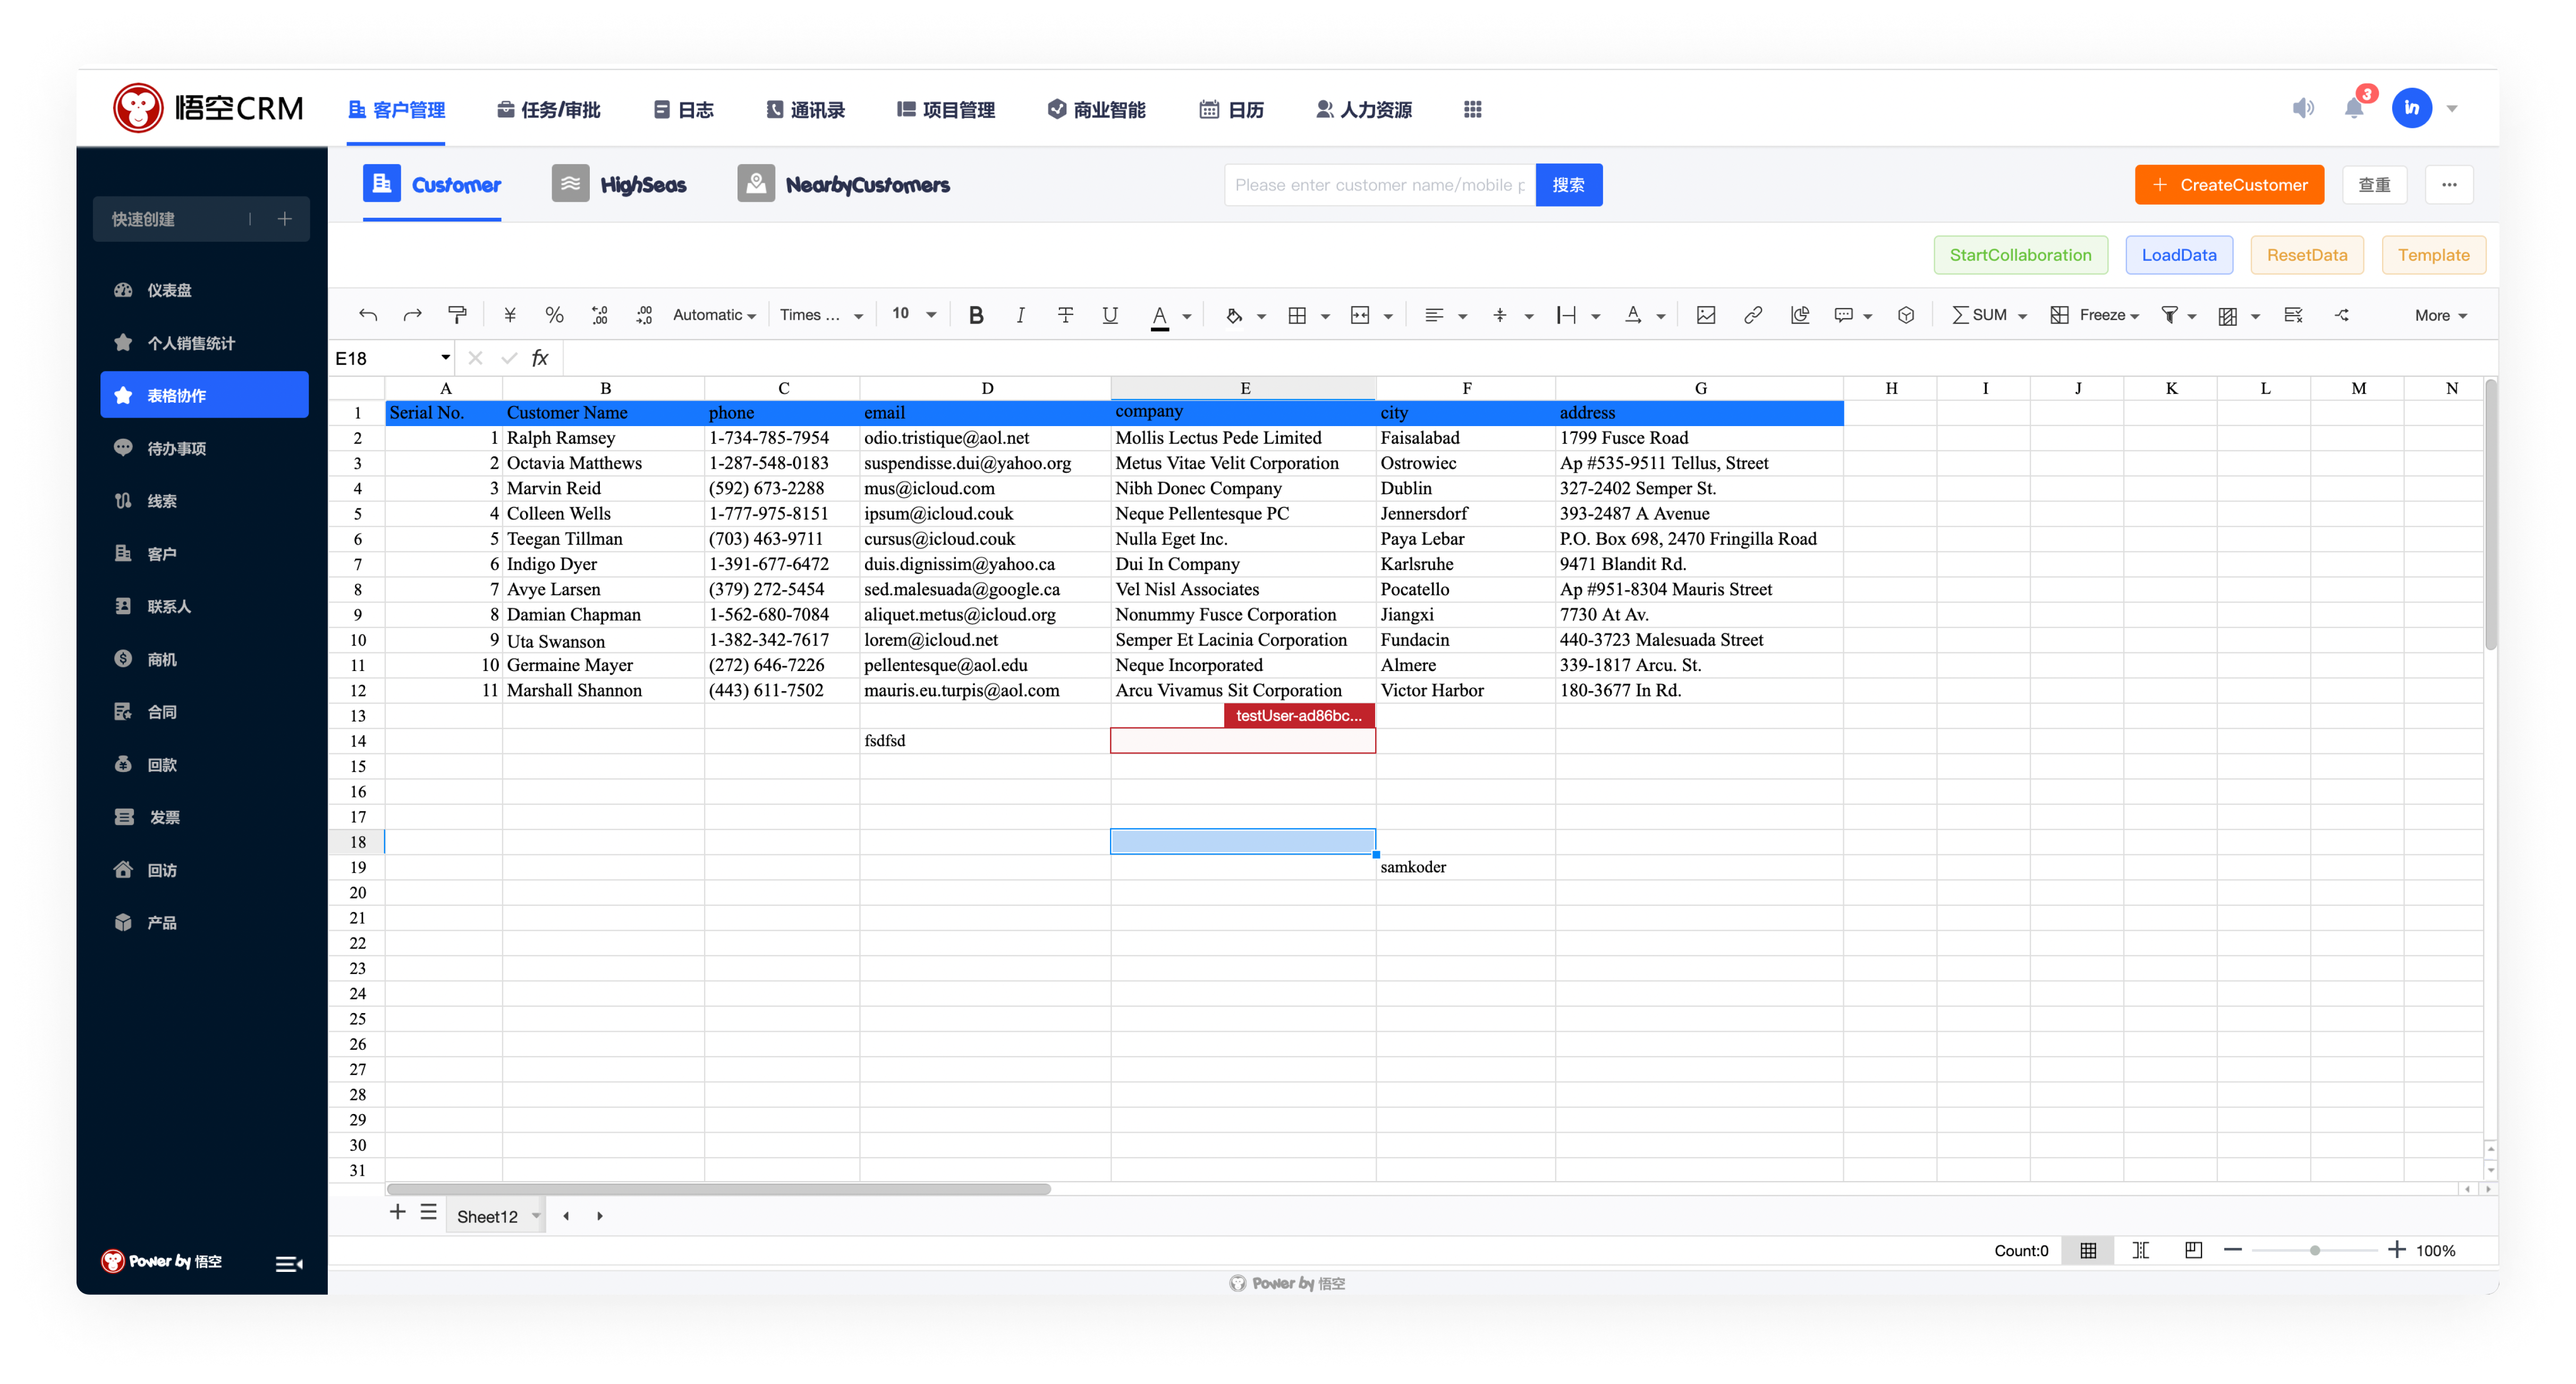 悟空CRM
客户管理
任务/审批
日志
通讯录
项目管理
商业智能
日历
人力资源
3
in
快速创建
仪表盘
个人销售统计
表格协作
待办事项
线索
客户
联系人
商机
合同
回款
发票
回访
产品
Power by 悟空
Customer
HighSeas
NearbyCustomers
Please enter customer name/mobile p
搜索
+ CreateCustomer
查重
StartCollaboration
LoadData
ResetData
Template
¥ % .0 .00 Automatic Times ... 10 B I T U A A SUM Freeze More
E18 fx
A B C D E F G H I J K L M N
1 Serial No. Customer Name phone email company city address
2 1 Ralph Ramsey 1-734-785-7954 odio.tristique@aol.net Mollis Lectus Pede Limited Faisalabad 1799 Fusce Road
3 2 Octavia Matthews 1-287-548-0183 suspendisse.dui@yahoo.org Metus Vitae Velit Corporation Ostrowiec Ap #535-9511 Tellus, Street
4 3 Marvin Reid (592) 673-2288 mus@icloud.com Nibh Donec Company Dublin 327-2402 Semper St.
5 4 Colleen Wells 1-777-975-8151 ipsum@icloud.couk Neque Pellentesque PC Jennersdorf 393-2487 A Avenue
6 5 Teegan Tillman (703) 463-9711 cursus@icloud.couk Nulla Eget Inc. Paya Lebar P.O. Box 698, 2470 Fringilla Road
7 6 Indigo Dyer 1-391-677-6472 duis.dignissim@yahoo.ca Dui In Company Karlsruhe 9471 Blandit Rd.
8 7 Avye Larsen (379) 272-5454 sed.malesuada@google.ca Vel Nisl Associates Pocatello Ap #951-8304 Mauris Street
9 8 Damian Chapman 1-562-680-7084 aliquet.metus@icloud.org Nonummy Fusce Corporation Jiangxi 7730 At Av.
10 9 Uta Swanson 1-382-342-7617 lorem@icloud.net Semper Et Lacinia Corporation Fundacin 440-3723 Malesuada Street
11 10 Germaine Mayer (272) 646-7226 pellentesque@aol.edu Neque Incorporated Almere 339-1817 Arcu. St.
12 11 Marshall Shannon (443) 611-7502 mauris.eu.turpis@aol.com Arcu Vivamus Sit Corporation Victor Harbor 180-3677 In Rd.
13 testUser-ad86bc...
14 fsdfsd
15
16
17
18
19 samkoder
20
21
22
23
24
25
26
27
28
29
30
31
Sheet12
Count:0
100%
Power by 悟空